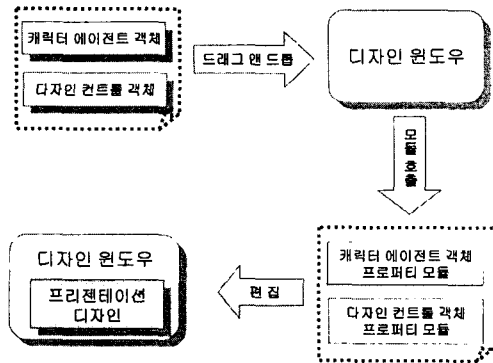 캐릭터 에이전트 객체
디자인 컨트롤 객체
드래그 앤 드롭
디자인 윈도우
모듈 호출
캐릭터 에이전트 객체
프로퍼티 모듈
디자인 컨트롤 객체
프로퍼티 모듈
편집
디자인 윈도우
프리젠테이션
디자인